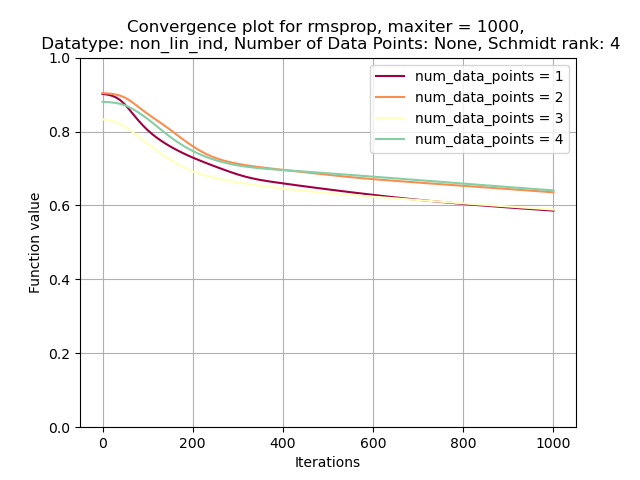 Convergence plot for rmsprop, maxiter = 1000,
Datatype: non_lin_ind, Number of Data Points: None, Schmidt rank: 4
1.0
0.8
0.6
0.4
0.2
0.0
Function value
num_data_points = 1
num_data_points = 2
num_data_points = 3
num_data_points = 4
0 200 400 600 800 1000
Iterations